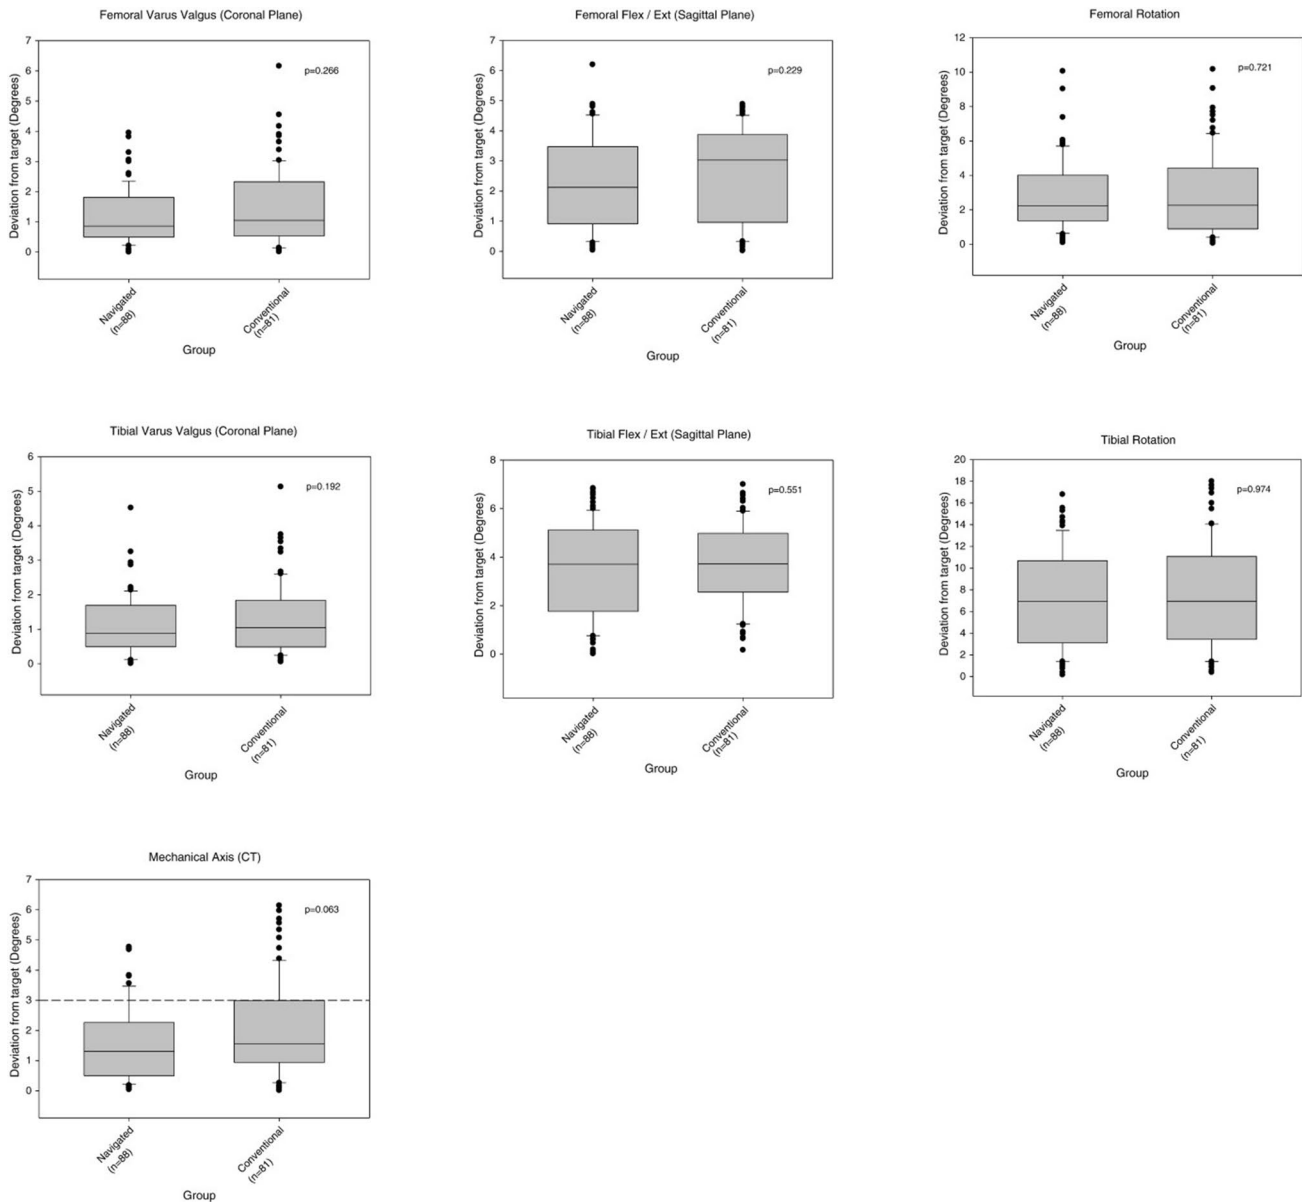 Femoral Varus Valgus (Coronal Plane)
7
6
5
4
3
2
1
0
Deviation from target (Degrees)
p=0.266
Navigated
(n=88)
Conventional
(n=81)
Group
Femoral Flex / Ext (Sagittal Plane)
7
6
5
4
3
2
1
0
Deviation from target (Degrees)
p=0.229
Navigated
(n=88)
Conventional
(n=81)
Group
Femoral Rotation
12
10
8
6
4
2
0
Deviation from target (Degrees)
p=0.721
Navigated
(n=88)
Conventional
(n=81)
Group
Tibial Varus Valgus (Coronal Plane)
6
5
4
3
2
1
0
Deviation from target (Degrees)
p=0.192
Navigated
(n=88)
Conventional
(n=81)
Group
Tibial Flex / Ext (Sagittal Plane)
8
6
4
2
0
Deviation from target (Degrees)
p=0.551
Navigated
(n=88)
Conventional
(n=81)
Group
Tibial Rotation
20
18
16
14
12
10
8
6
4
2
0
Deviation from target (Degrees)
p=0.974
Navigated
(n=88)
Conventional
(n=81)
Group
Mechanical Axis (CT)
7
6
5
4
3
2
1
0
Deviation from target (Degrees)
p=0.063
Navigated
(n=88)
Conventional
(n=81)
Group